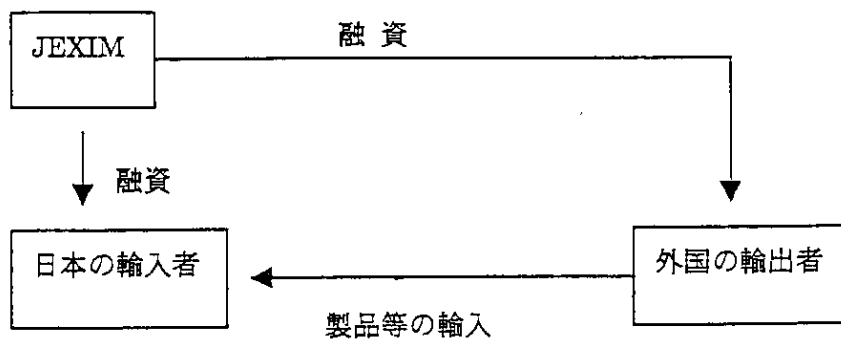 JEXIM
融 資
融資
日本の輸入者
外国の輸出者
製品等の輸入